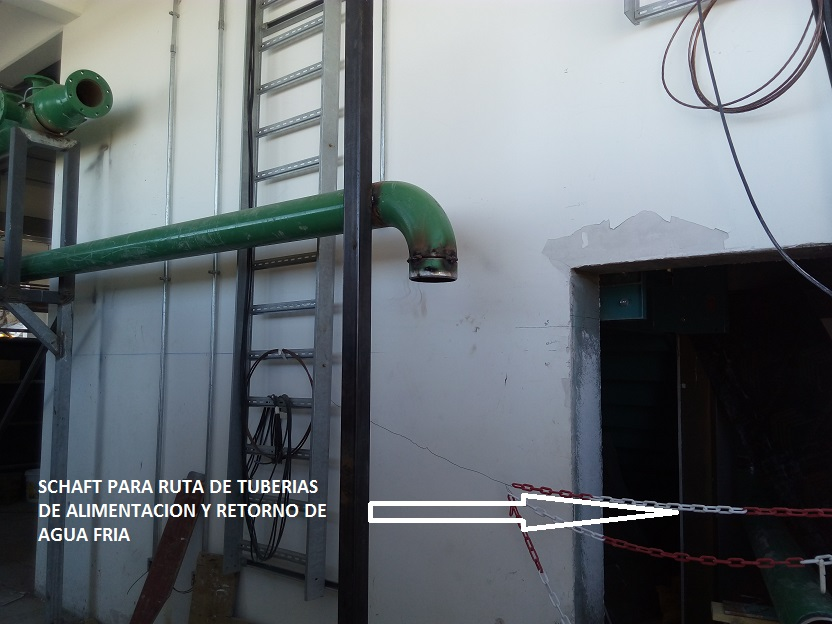 SCHAFT PARA RUTA DE TUBERIAS
DE ALIMENTACION Y RETORNO DE
AGUA FRIA